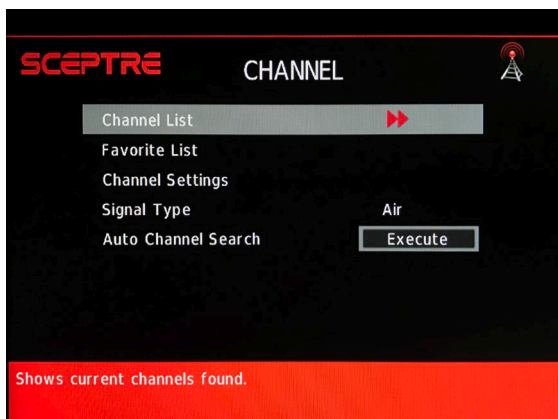 SCEPTRE
CHANNEL
Channel List
Favorite List
Channel Settings
Signal Type Air
Auto Channel Search Execute
Shows current channels found.